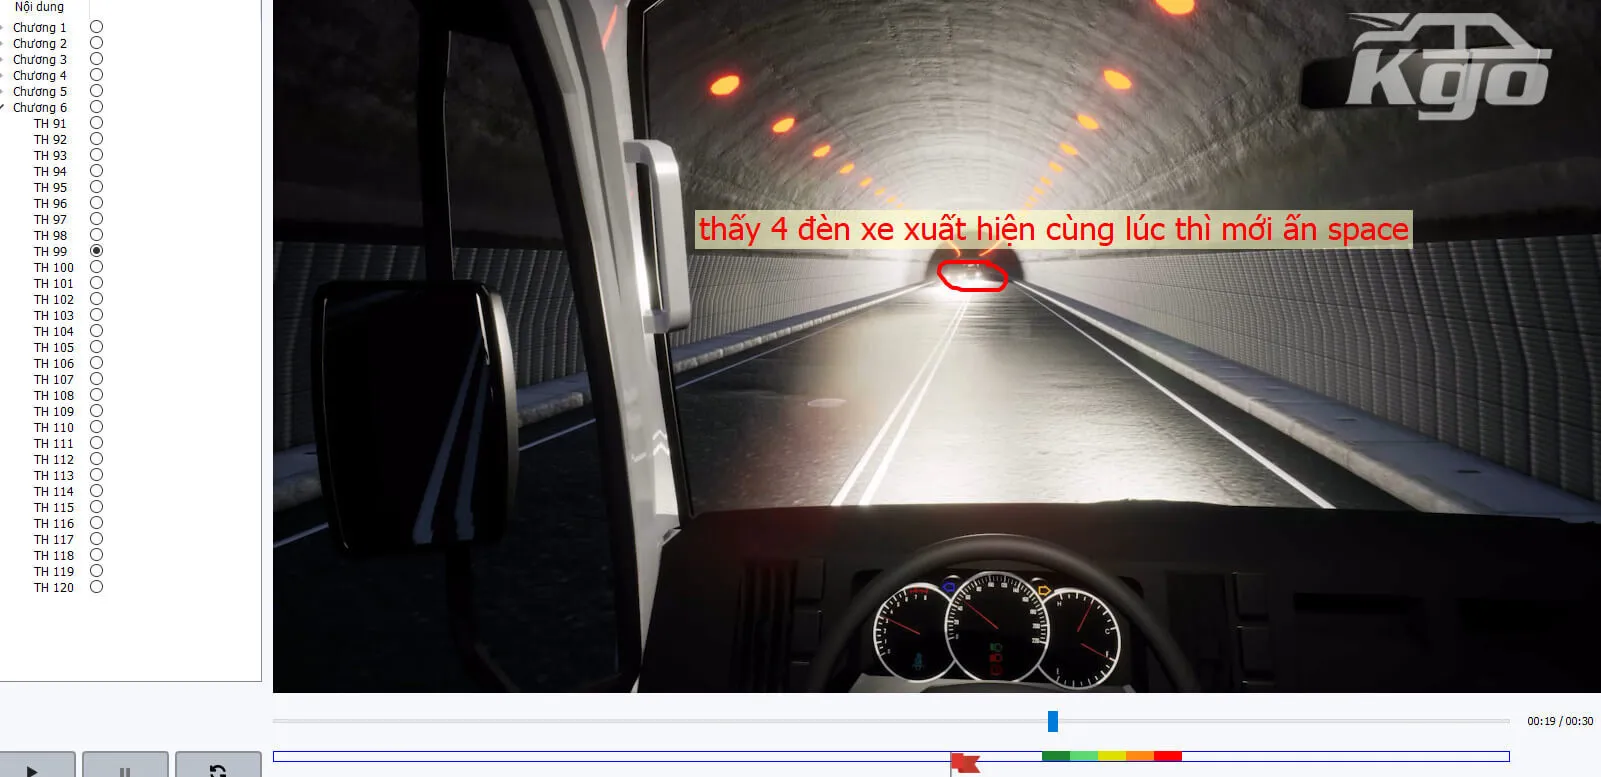 Nội dung
Chương 1
Chương 2
Chương 3
Chương 4
Chương 5
Chương 6
TH 91
TH 92
TH 93
TH 94
TH 95
TH 96
TH 97
TH 98
TH 99
TH 100
TH 101
TH 102
TH 103
TH 104
TH 105
TH 106
TH 107
TH 108
TH 109
TH 110
TH 111
TH 112
TH 113
TH 114
TH 115
TH 116
TH 117
TH 118
TH 119
TH 120
Kgo
thấy 4 đèn xe xuất hiện cùng lúc thì mới ấn space
00:19 / 00:30